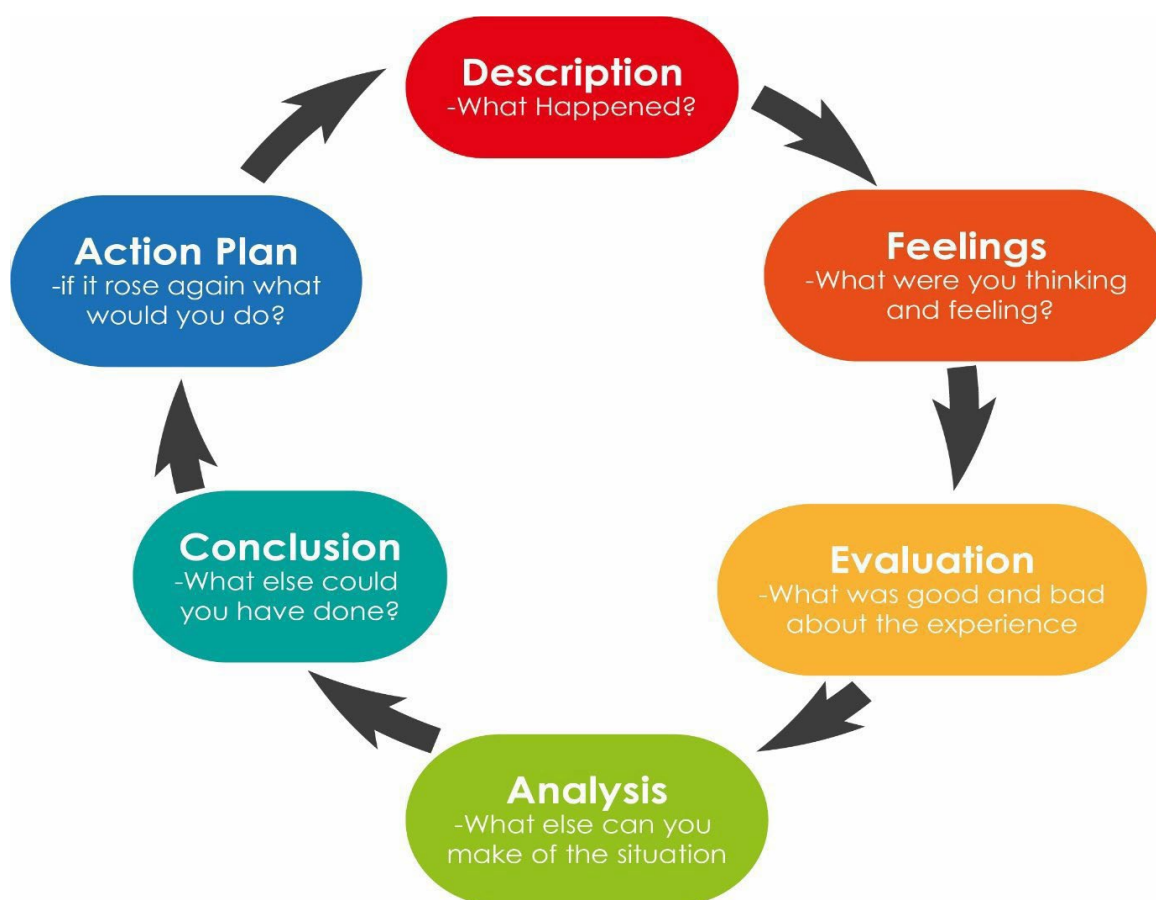 Description
-What Happened?
Feelings
-What were you thinking
and feeling?
Evaluation
-What was good and bad
about the experience
Analysis
-What else can you
make of the situation
Conclusion
-What else could
you have done?
Action Plan
-if it rose again what
would you do?